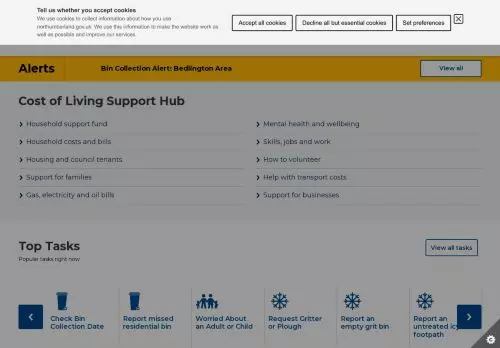 Tell us whether you accept cookies
We use cookies to collect information about how you use
northumberland.gov.uk. We use this information to make the website work as
well as possible and improve our services.
Accept all cookies
Decline all but essential cookies
Set preferences
Alerts
Bin Collection Alert: Bedlington Area
View all
Cost of Living Support Hub
Household support fund
Mental health and wellbeing
Household costs and bills
Skills, jobs and work
Housing and council tenants
How to volunteer
Support for families
Help with transport costs
Gas, electricity and oil bills
Support for businesses
Top Tasks
View all tasks
Popular tasks right now
Check Bin
Collection Date
Report missed
residential bin
Worried About
an Adult or Child
Request Gritter
or Plough
Report an
empty grit bin
Report an
untreated icy
footpath